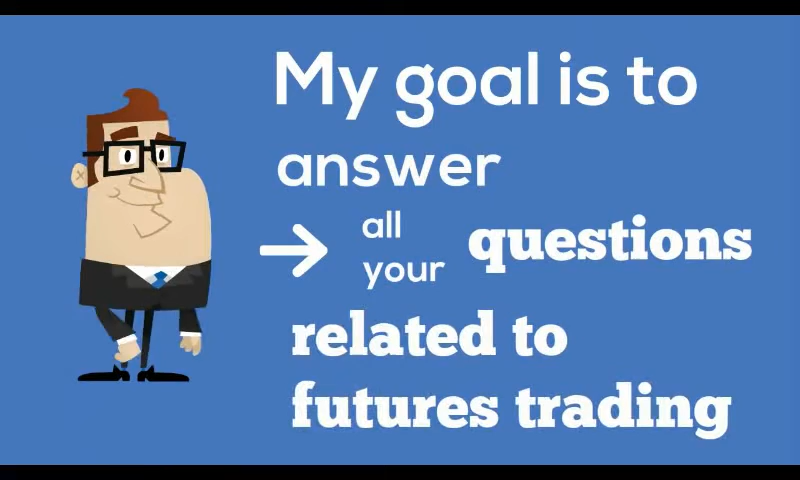 My goal is to
answer
all
your
questions
related to
futures trading